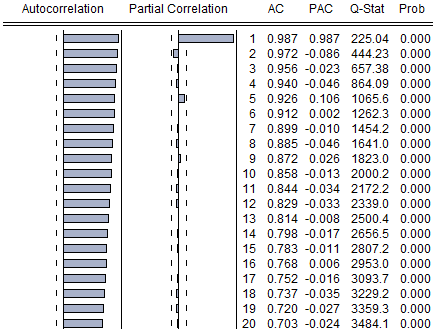 Autocorrelation Partial Correlation AC PAC Q-Stat Prob
1 0.987 0.987 225.04 0.000
2 0.972 -0.086 444.23 0.000
3 0.956 -0.023 657.38 0.000
4 0.940 -0.046 864.09 0.000
5 0.926 0.106 1065.6 0.000
6 0.912 0.002 1262.3 0.000
7 0.899 -0.010 1454.2 0.000
8 0.885 -0.046 1641.0 0.000
9 0.872 0.026 1823.0 0.000
10 0.858 -0.013 2000.2 0.000
11 0.844 -0.034 2172.2 0.000
12 0.829 -0.033 2339.0 0.000
13 0.814 -0.008 2500.4 0.000
14 0.798 -0.017 2656.5 0.000
15 0.783 -0.011 2807.2 0.000
16 0.768 0.006 2953.0 0.000
17 0.752 -0.016 3093.7 0.000
18 0.737 -0.035 3229.2 0.000
19 0.720 -0.027 3359.3 0.000
20 0.703 -0.024 3484.1 0.000